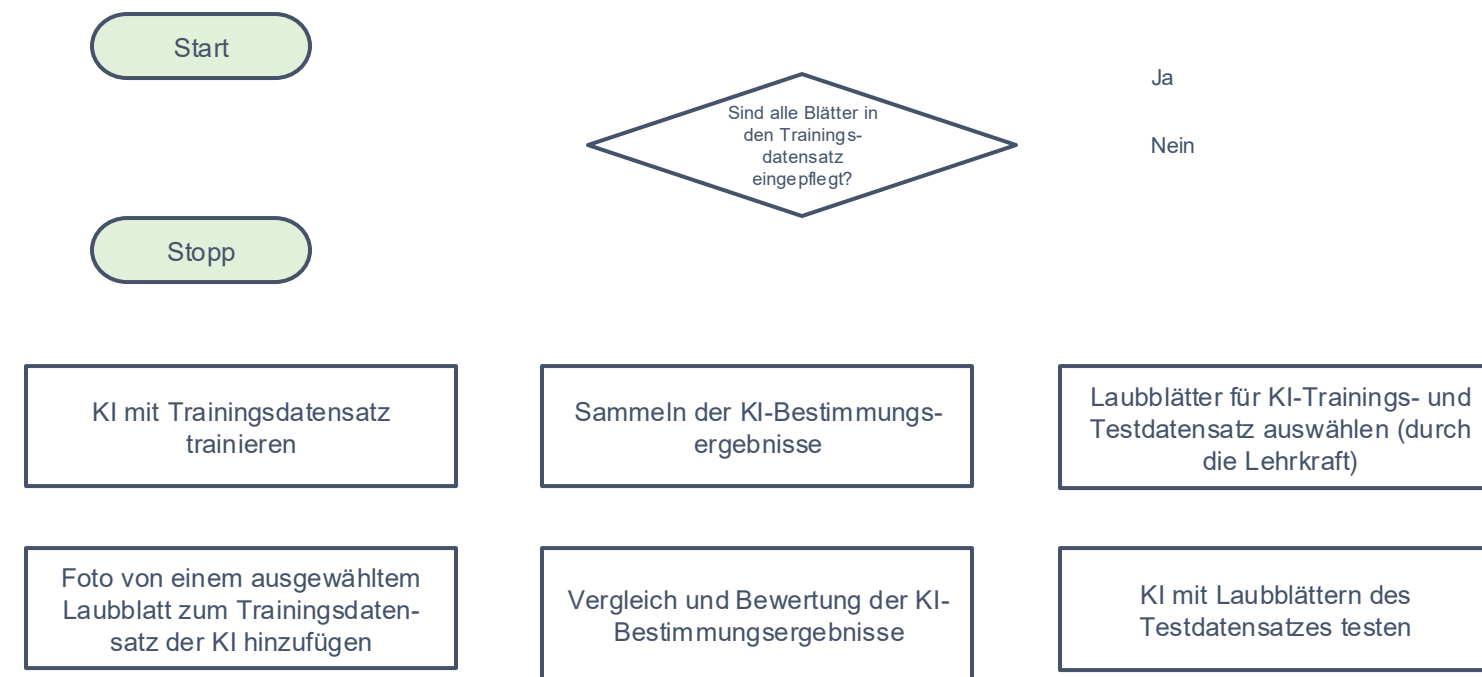 Start
Sind alle Blätter in
den Trainings-
datensatz
eingepflegt?
Ja
Nein
Stopp
KI mit Trainingsdatensatz
trainieren
Sammeln der KI-Bestimmungs-
ergebnisse
Laubblätter für KI-Trainings- und
Testdatensatz auswählen (durch
die Lehrkraft)
Foto von einem ausgewähltem
Laubblatt zum Trainingsdaten-
satz der KI hinzufügen
Vergleich und Bewertung der KI-
Bestimmungsergebnisse
KI mit Laubblättern des
Testdatensatzes testen